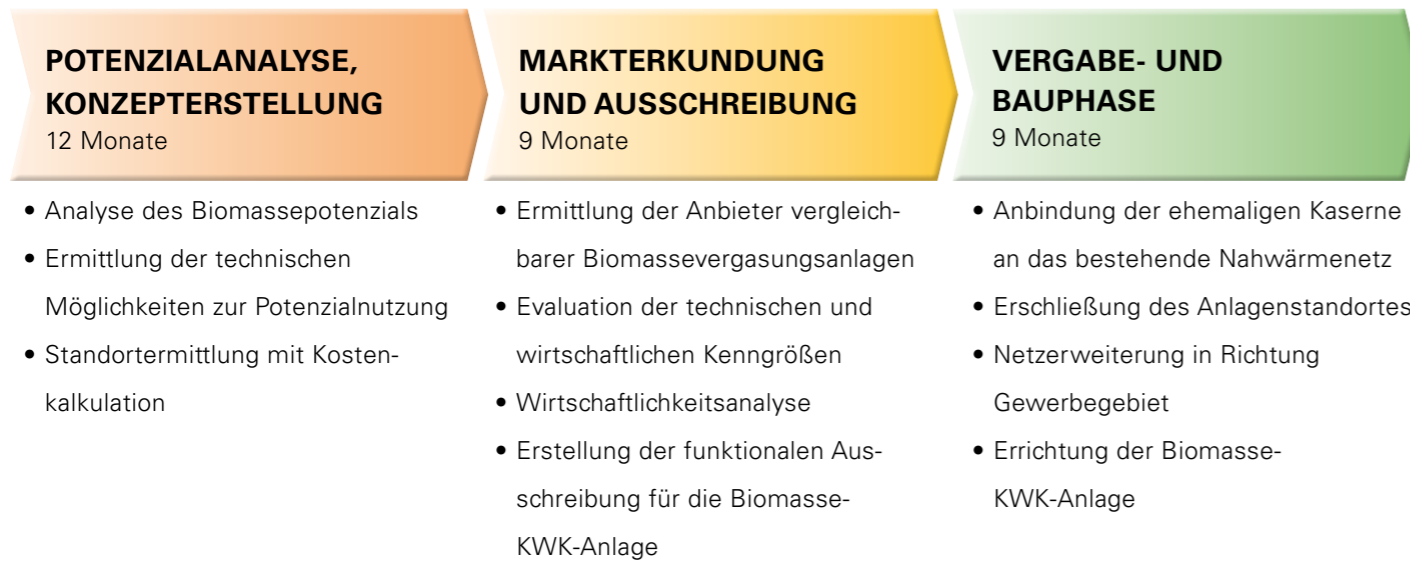 POTENZIALANALYSE,
KONZEPTERSTELLUNG
12 Monate
• Analyse des Biomassepotenzials
• Ermittlung der technischen
Möglichkeiten zur Potenzialnutzung
• Standortermittlung mit Kosten-
kalkulation
MARKTERKUNDUNG
UND AUSSCHREIBUNG
9 Monate
• Ermittlung der Anbieter vergleich-
barer Biomassevergasungsanlagen
• Evaluation der technischen und
wirtschaftlichen Kenngrößen
• Wirtschaftlichkeitsanalyse
• Erstellung der funktionalen Aus-
schreibung für die Biomasse-
KWK-Anlage
VERGABE- UND
BAUPHASE
9 Monate
• Anbindung der ehemaligen Kaserne
an das bestehende Nahwärmenetz
• Erschließung des Anlagenstandortes
• Netzerweiterung in Richtung
Gewerbegebiet
• Errichtung der Biomasse-
KWK-Anlage